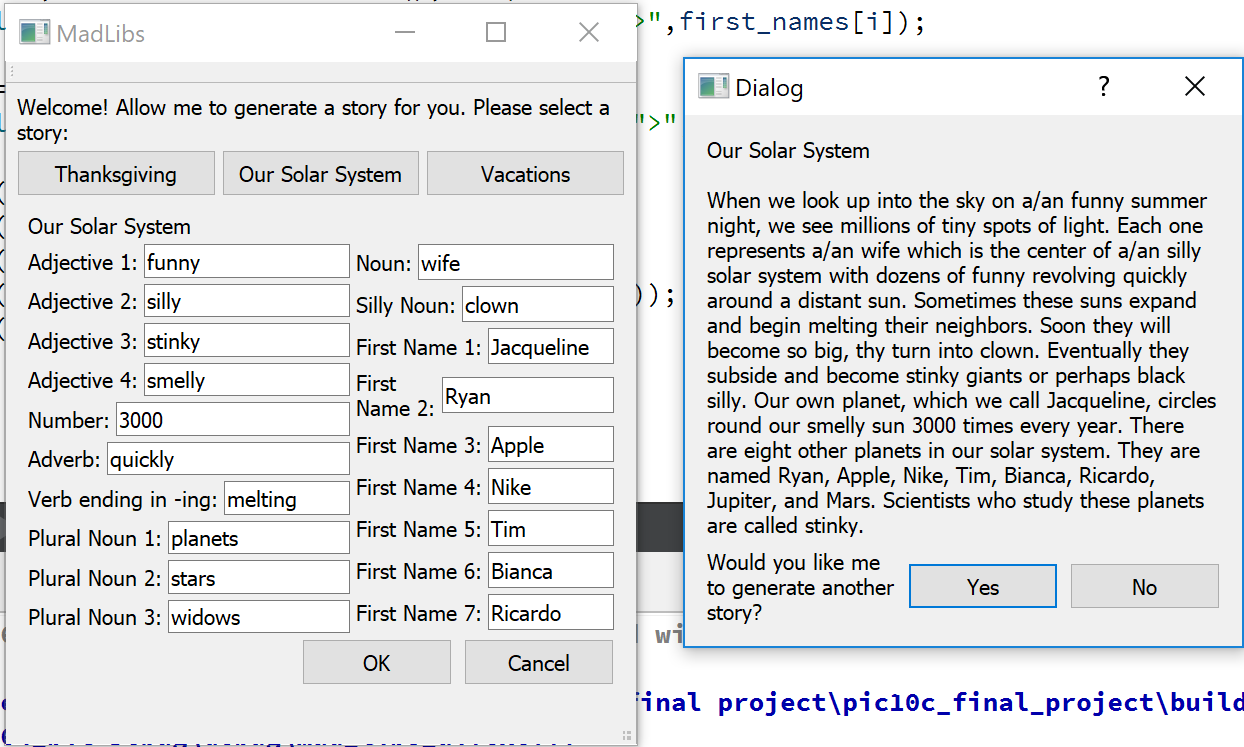 >",first_names[i]);
MadLibs
Welcome! Allow me to generate a story for you. Please select a
story:
Thanksgiving
Our Solar System
Vacations
Our Solar System
Adjective 1: funny
Adjective 2: silly
Adjective 3: stinky
Adjective 4: smelly
Number: 3000
Adverb: quickly
Verb ending in -ing: melting
Plural Noun 1: planets
Plural Noun 2: stars
Plural Noun 3: widows
Noun: wife
Silly Noun: clown
First Name 1: Jacqueline
First
Name 2: Ryan
First Name 3: Apple
First Name 4: Nike
First Name 5: Tim
First Name 6: Bianca
First Name 7: Ricardo
OK
Cancel
">"
));
Dialog
?
Our Solar System
When we look up into the sky on a/an funny summer
night, we see millions of tiny spots of light. Each one
represents a/an wife which is the center of a/an silly
solar system with dozens of funny revolving quickly
around a distant sun. Sometimes these suns expand
and begin melting their neighbors. Soon they will
become so big, thy turn into clown. Eventually they
subside and become stinky giants or perhaps black
silly. Our own planet, which we call Jacqueline, circles
round our smelly sun 3000 times every year. There
are eight other planets in our solar system. They are
named Ryan, Apple, Nike, Tim, Bianca, Ricardo,
Jupiter, and Mars. Scientists who study these planets
are called stinky.
Would you like me
to generate another
story?
Yes
No
final project\pic10c_final_project\build